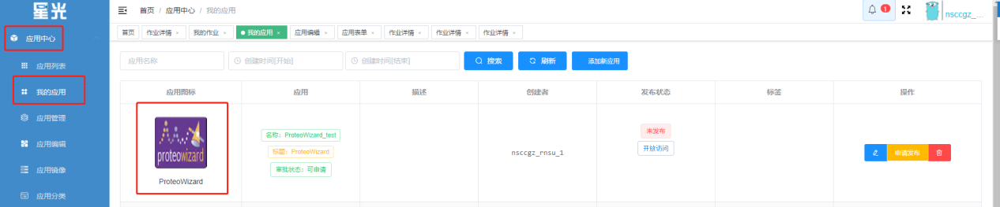 星光
首页 / 应用中心 / 我的应用
1
nsccgz_...
应用中心
首页 作业详情 × 我的作业 × 我的应用 × 应用编辑 × 应用表单 × 作业详情 × 作业详情 × 作业详情 ×
应用列表
应用名称 创建时间[开始] 创建时间[结束] 搜索 刷新 添加新应用
我的应用
应用图标 应用 描述 创建者 发布状态 标签 操作
应用管理
应用编辑
应用镜像
应用分类
proteowizard
ProteoWizard
名称：ProteoWizard_test
标题：ProteoWizard
审批状态：可申请
nsccgz_rnsu_1
未发布
开放访问
申请发布